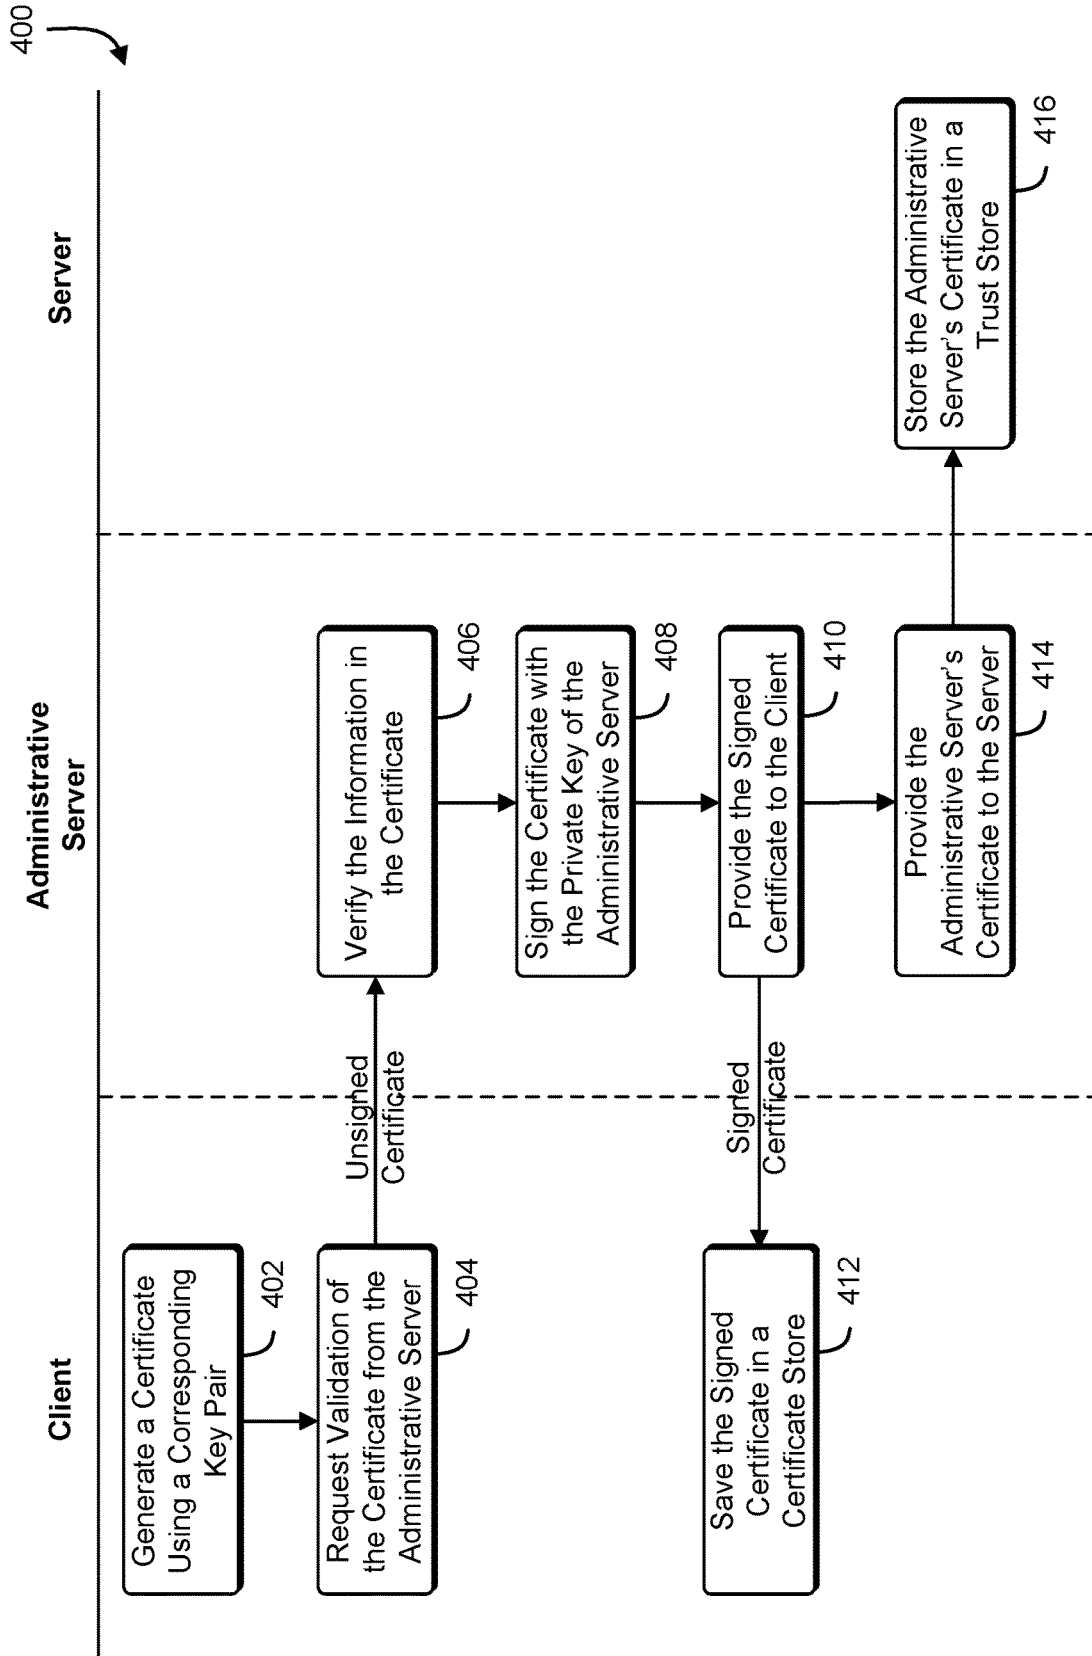 400
Client
Administrative
Server
Server
Generate a Certificate
Using a Corresponding
Key Pair
402
Request Validation of
the Certificate from the
Administrative Server
404
Unsigned
Certificate
Verify the Information in
the Certificate
406
Sign the Certificate with
the Private Key of the
Administrative Server
408
Provide the Signed
Certificate to the Client
410
Signed
Certificate
Save the Signed
Certificate in a
Certificate Store
412
Provide the
Administrative Server's
Certificate to the Server
414
Store the Administrative
Server's Certificate in a
Trust Store
416